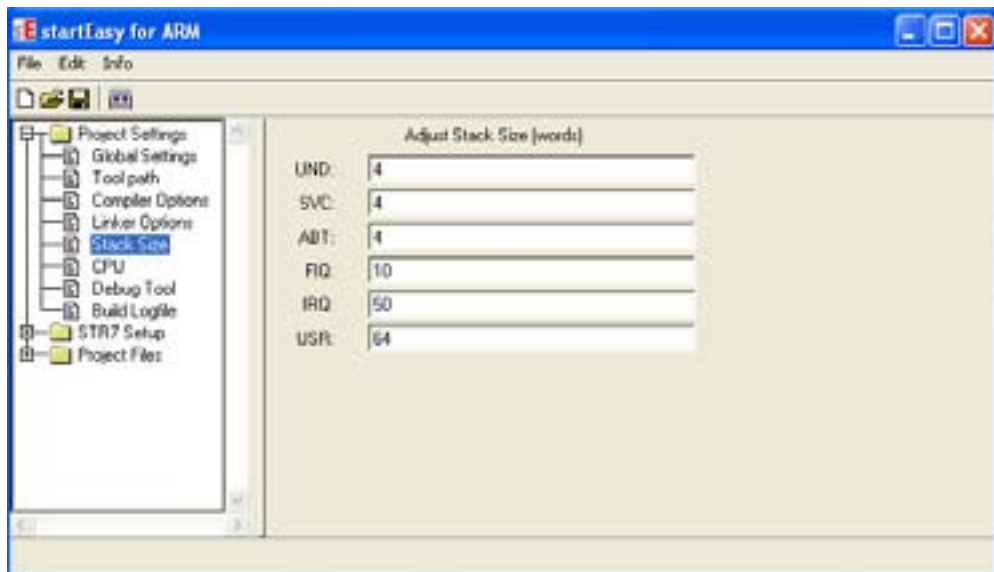 startEasy for ARM
File Edit Info
Project Settings
Global Settings
Tool path
Compiler Options
Linker Options
Stack Size
CPU
Debug Tool
Build Logfile
STR7 Setup
Project Files
Adjust Stack Size (words)
UND: 4
SVC: 4
ABT: 4
FIQ 10
IRQ 50
USR: 64